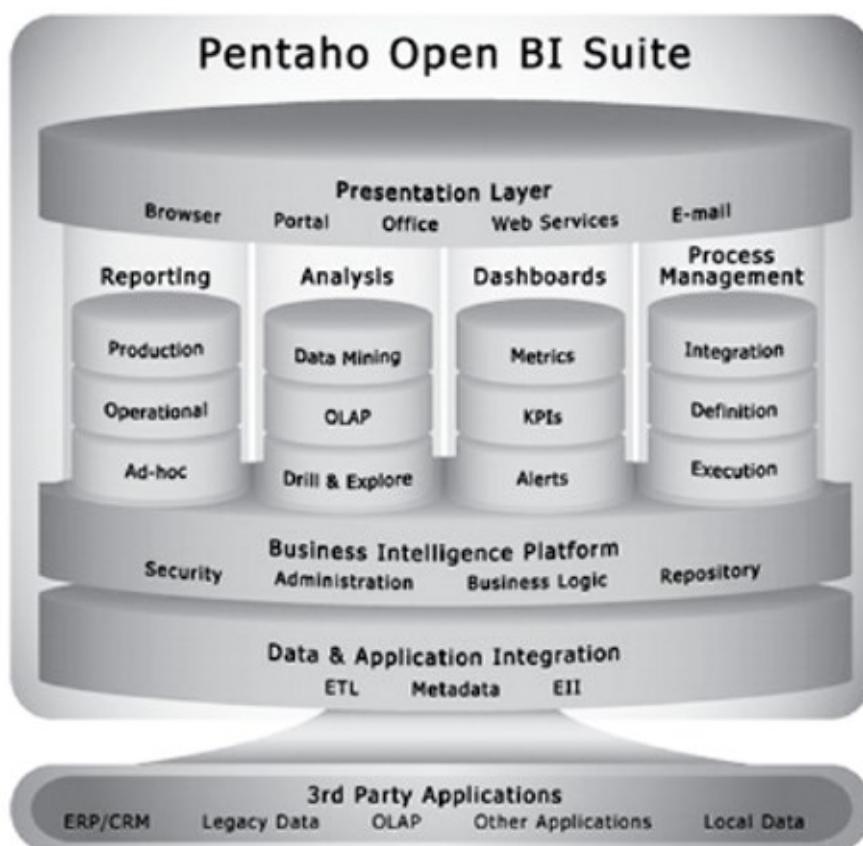 Pentaho Open BI Suite
Presentation Layer
Browser Portal Office Web Services E-mail
Reporting Analysis Dashboards Process Management
Production Data Mining Metrics Integration
Operational OLAP KPIs Definition
Ad-hoc Drill & Explore Alerts Execution
Business Intelligence Platform
Security Administration Business Logic Repository
Data & Application Integration
ETL Metadata EII
3rd Party Applications
ERP/CRM Legacy Data OLAP Other Applications Local Data